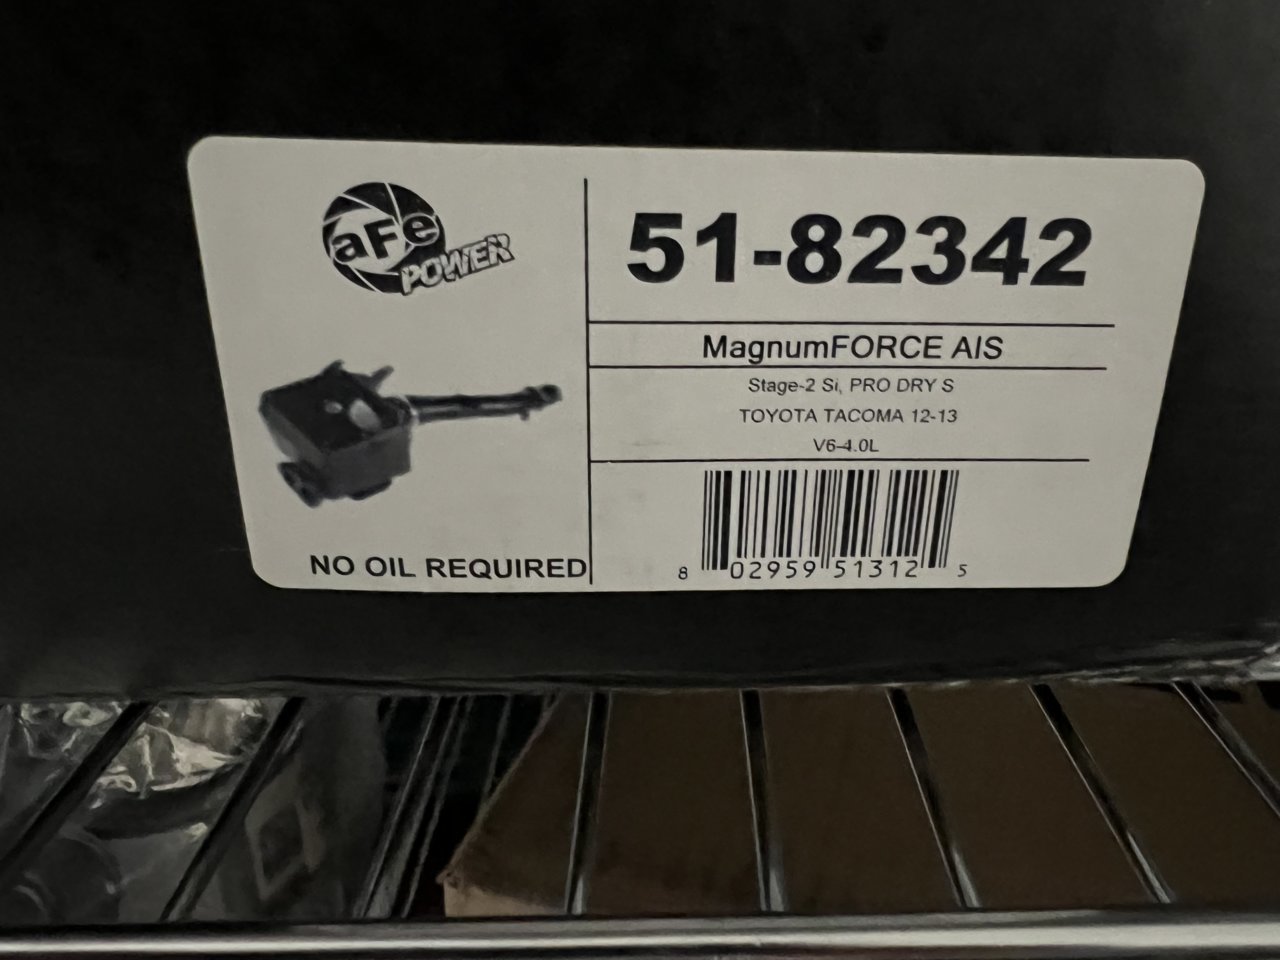 aFe
POWER
NO OIL REQUIRED
51-82342
MagnumFORCE AIS
Stage-2 Si, PRO DRY S
TOYOTA TACOMA 12-13
V6-4.0L
8 02959 51312 5